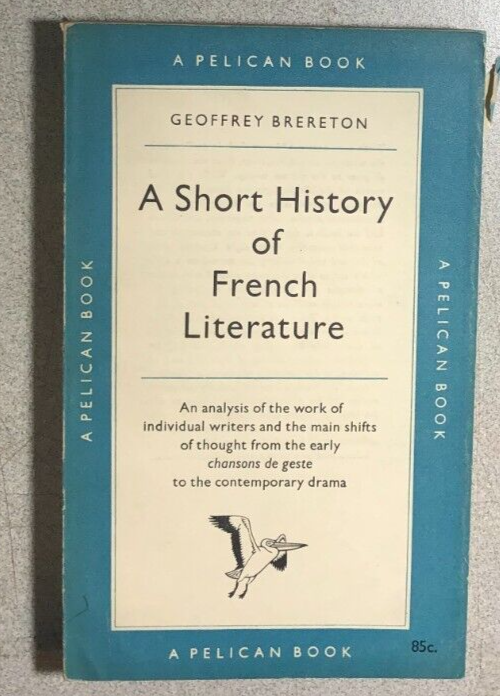 A PELICAN BOOK
GEOFFREY BRERETON
A Short History
of
French
Literature
An analysis of the work of
individual writers and the main shifts
of thought from the early
chansons de geste
to the contemporary drama
A PELICAN BOOK
A PELICAN BOOK
A PELICAN BOOK
85c.